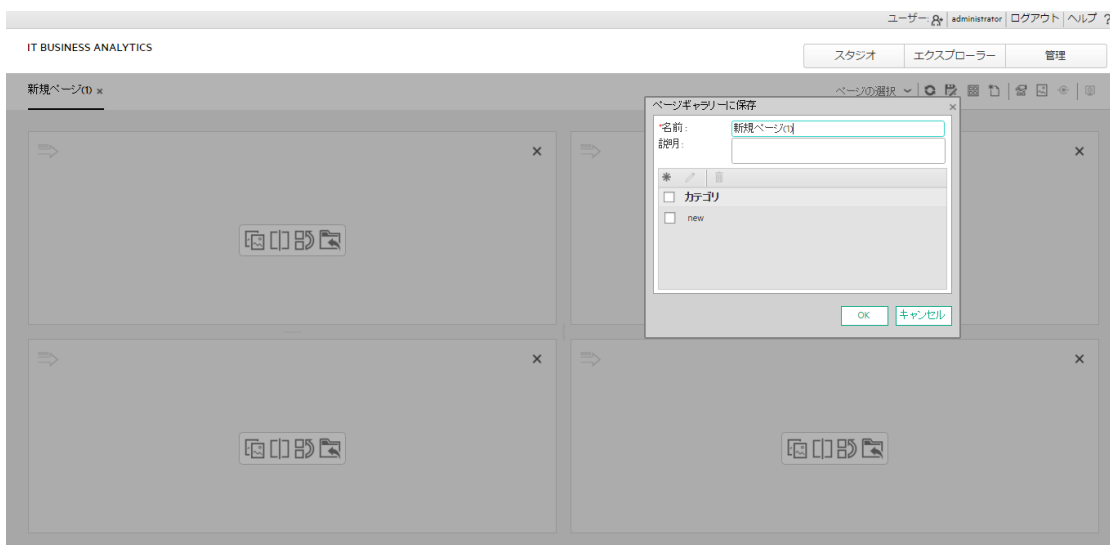 ユーザー: administrator ログアウト ヘルプ ?
IT BUSINESS ANALYTICS
スタジオ エクスプローラー 管理
新規ページ(1) × ページの選択
ページギャラリーに保存 ×
*名前: 新規ページ(1)
説明:
カテゴリ
new
OK キャンセル